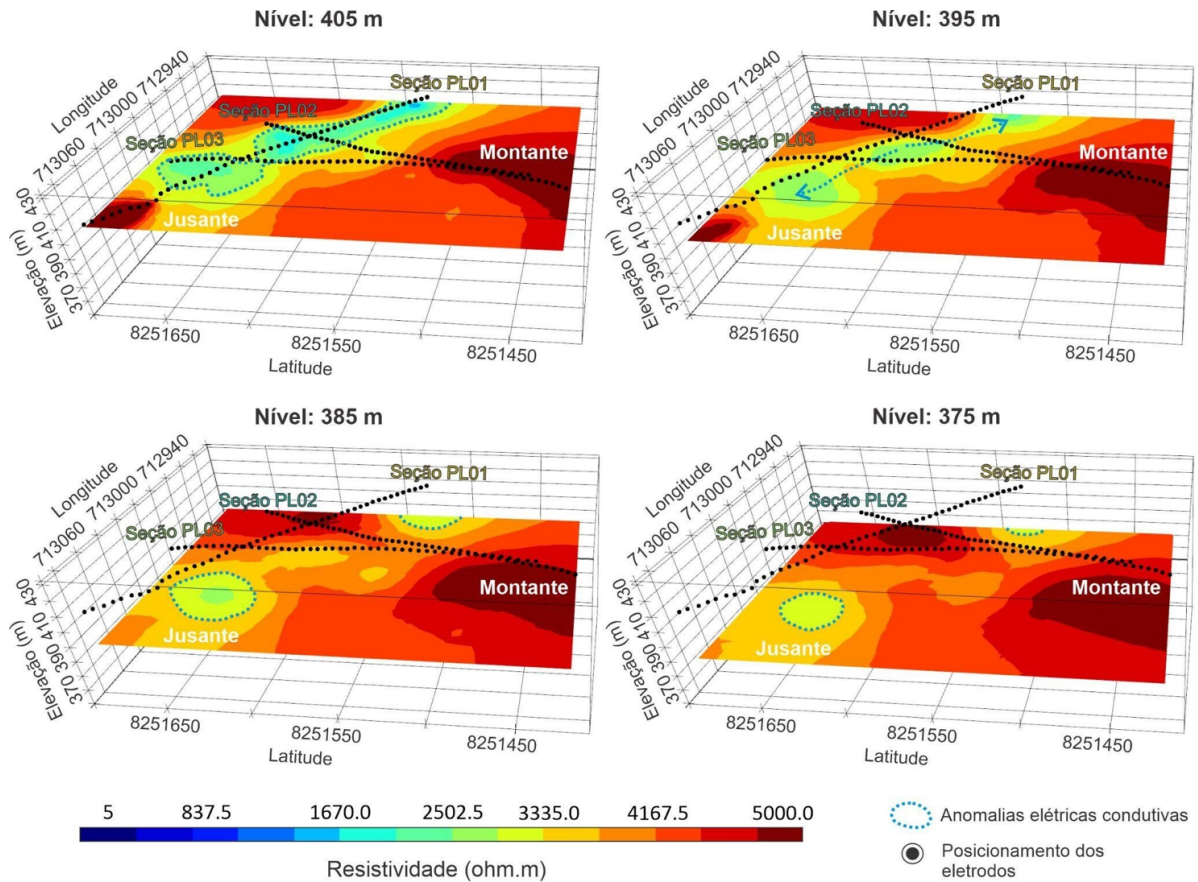 Nível: 405 m
Longitude
712940
713000
713060
Seção PL01
Seção PL02
Seção PL03
Montante
Jusante
430
410
390
370
Elevação (m)
8251650
8251550
8251450
Latitude
Nível: 395 m
Longitude
712940
713000
713060
Seção PL01
Seção PL02
Seção PL03
Montante
Jusante
430
410
390
370
Elevação (m)
8251650
8251550
8251450
Latitude
Nível: 385 m
Longitude
712940
713000
713060
Seção PL01
Seção PL02
Seção PL03
Montante
Jusante
430
410
390
370
Elevação (m)
8251650
8251550
8251450
Latitude
Nível: 375 m
Longitude
712940
713000
713060
Seção PL01
Seção PL02
Seção PL03
Montante
Jusante
430
410
390
370
Elevação (m)
8251650
8251550
8251450
Latitude
5 837.5 1670.0 2502.5 3335.0 4167.5 5000.0
Resistividade (ohm.m)
Anomalias elétricas condutivas
Posicionamento dos
eletrodos